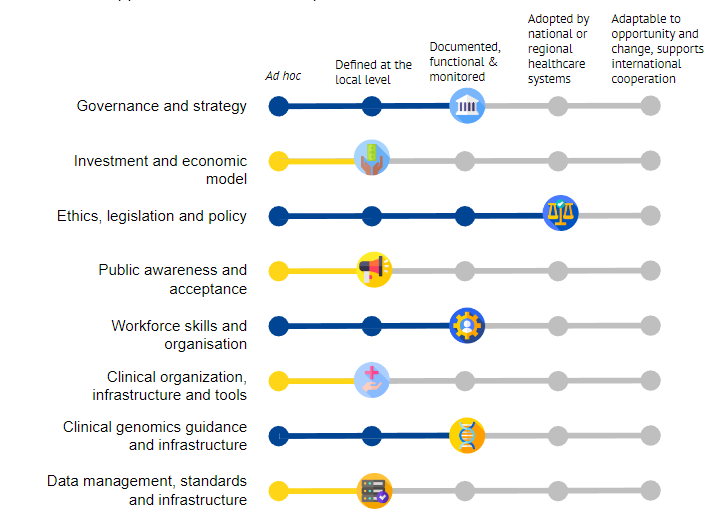 Adopted by
national or
regional
healthcare
systems
Adaptable to
opportunity and
change, supports
international
cooperation
Documented,
functional &
monitored
Defined at the
local level
Ad hoc
Governance and strategy
Investment and economic
model
Ethics, legislation and policy
Public awareness and
acceptance
Workforce skills and
organisation
Clinical organization,
infrastructure and tools
Clinical genomics guidance
and infrastructure
Data management, standards
and infrastructure